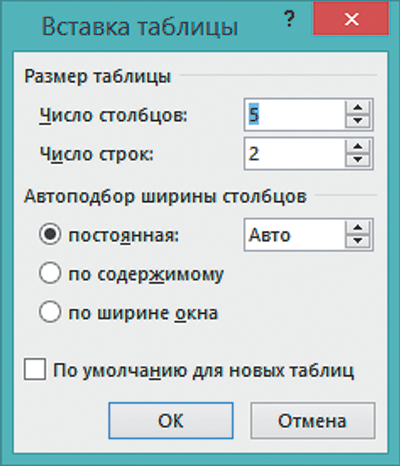 Вставка таблицы ? ×
Размер таблицы
Число столбцов: 5
Число строк: 2
Автоподбор ширины столбцов
постоянная: Авто
по содержимому
по ширине окна
По умолчанию для новых таблиц
ОК Отмена